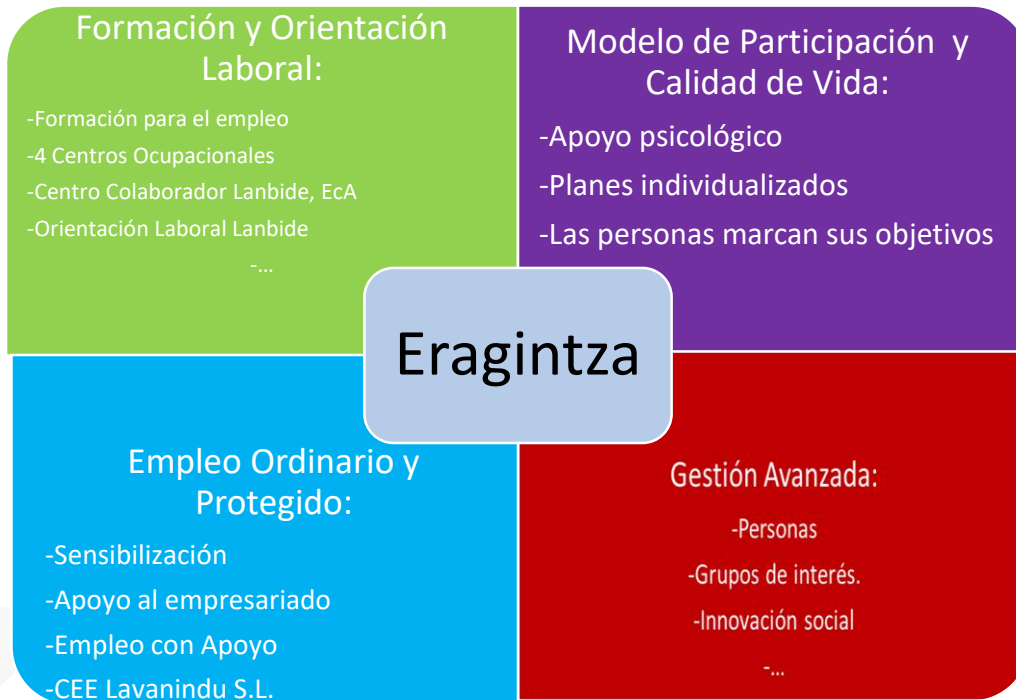 Formación y Orientación
Laboral:
-Formación para el empleo
-4 Centros Ocupacionales
-Centro Colaborador Lanbide, EcA
-Orientación Laboral Lanbide
-...
Modelo de Participación y
Calidad de Vida:
-Apoyo psicológico
-Planes individualizados
-Las personas marcan sus objetivos
Eragintza
Empleo Ordinario y
Protegido:
-Sensibilización
-Apoyo al empresariado
-Empleo con Apoyo
-CEE Lavanindu S.L.
Gestión Avanzada:
-Personas
-Grupos de interés.
-Innovación social
-...